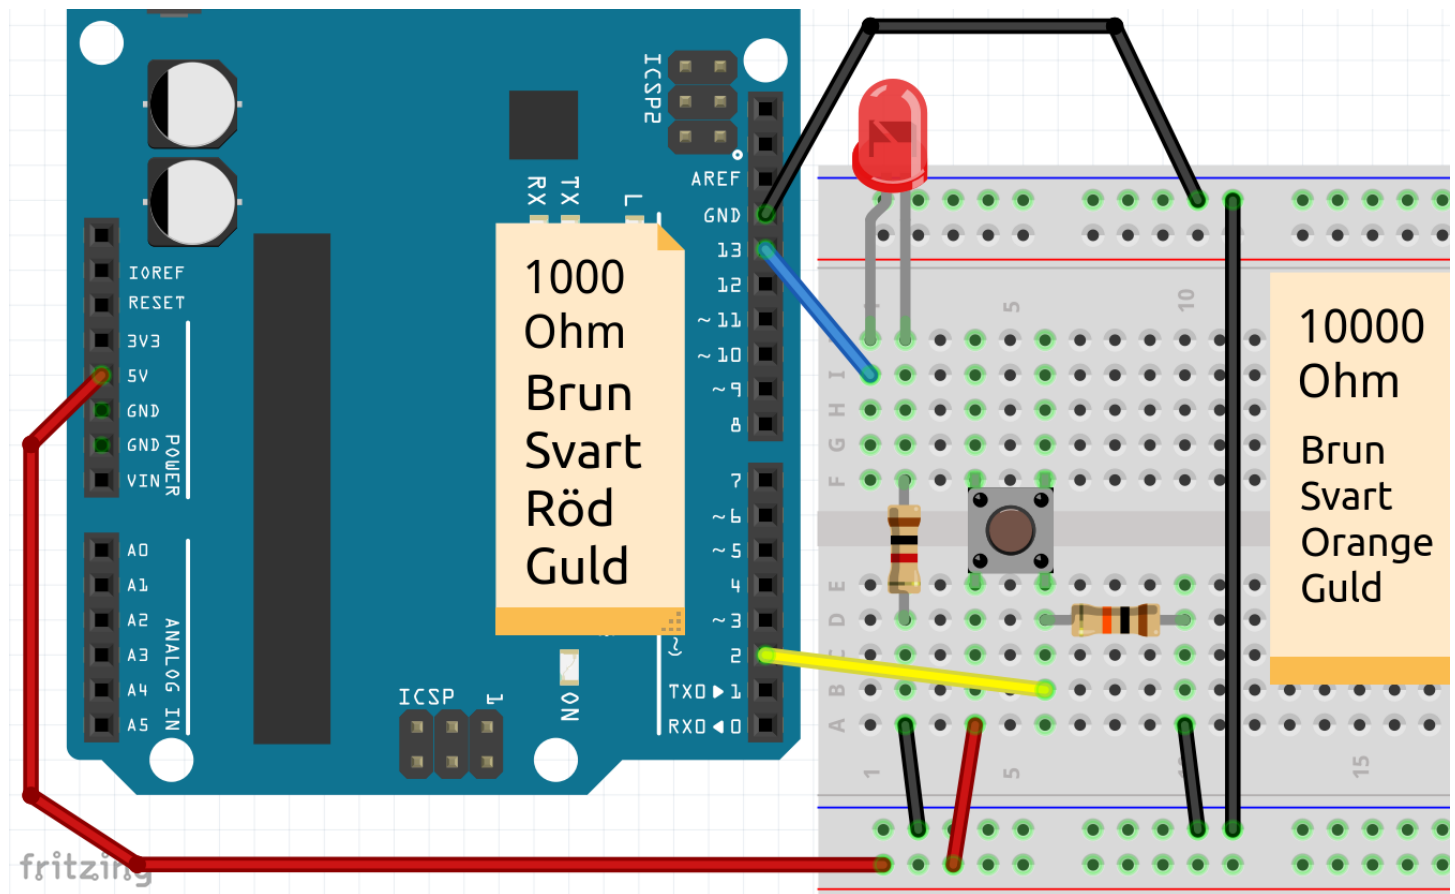 ICSP2
AREF
GND
13
12
~11
~10
~9
8
7
~6
~5
4
~3
2
TX0▶1
RX0◀0
RX
TX
L
IOREF
RESET
3V3
5V
GND
GND
VIN
POWER
A0
A1
A2
A3
A4
A5
ANALOG IN
ICSP
1
ON
1000
Ohm
Brun
Svart
Röd
Guld
5
10
I
H
G
F
E
D
C
B
A
1
5
15
10000
Ohm
Brun
Svart
Orange
Guld
fritzing